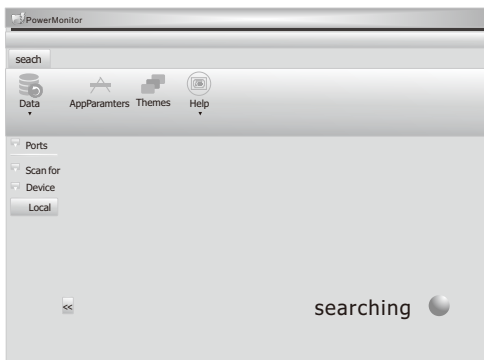 PowerMonitor
seach
Data AppParamters Themes Help
Ports
Scan for
Device
Local
<< searching